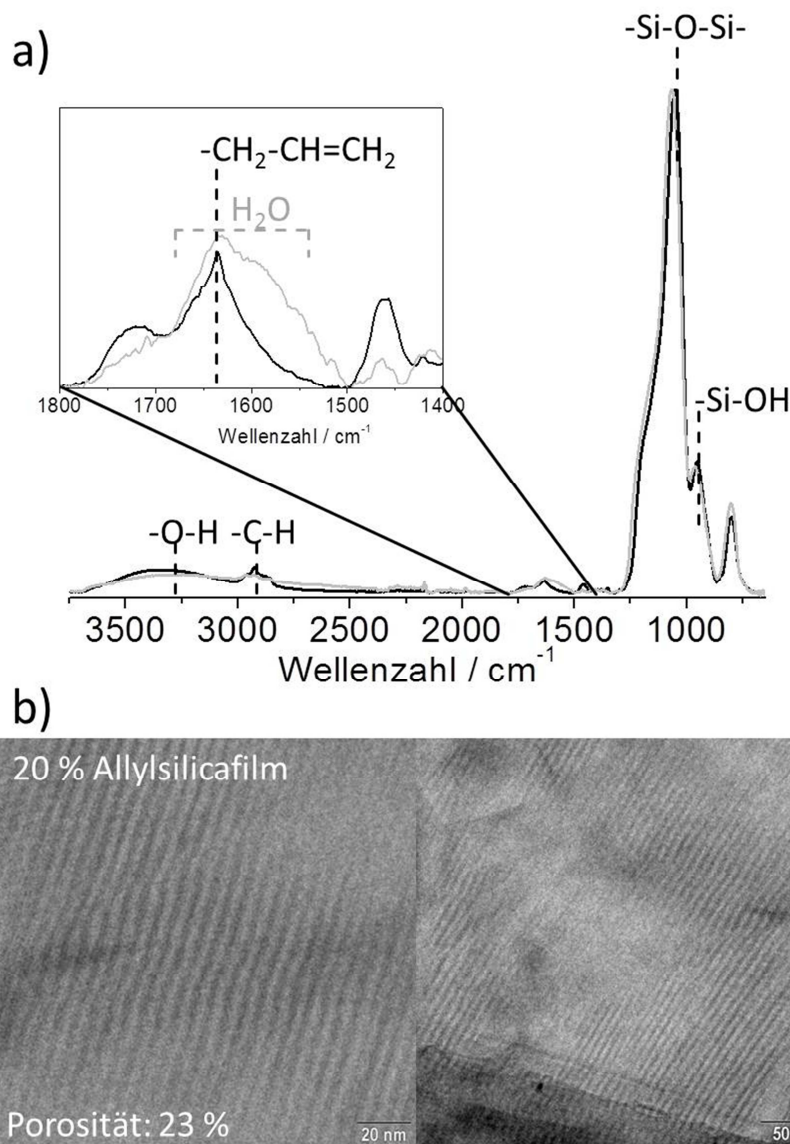 a)
-Si-O-Si-
-CH₂-CH=CH₂
H₂O
1800 1700 1600 1500 1400
Wellenzahl / cm⁻¹
-Si-OH
-O-H -C-H
3500 3000 2500 2000 1500 1000
Wellenzahl / cm⁻¹
b)
20 % Allylsilicafilm
Porosität: 23 %
20 nm
50